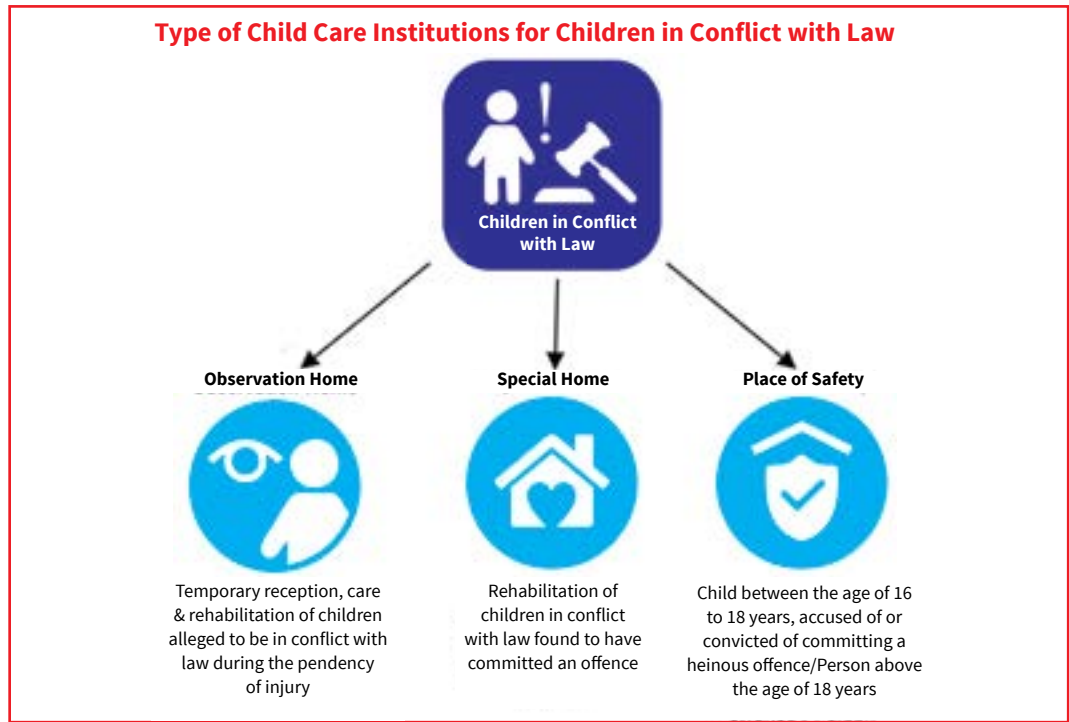 Type of Child Care Institutions for Children in Conflict with Law
Children in Conflict
with Law
Observation Home
Special Home
Place of Safety
Temporary reception, care
& rehabilitation of children
alleged to be in conflict with
law during the pendency
of injury
Rehabilitation of
children in conflict
with law found to have
committed an offence
Child between the age of 16
to 18 years, accused of or
convicted of committing a
heinous offence/Person above
the age of 18 years